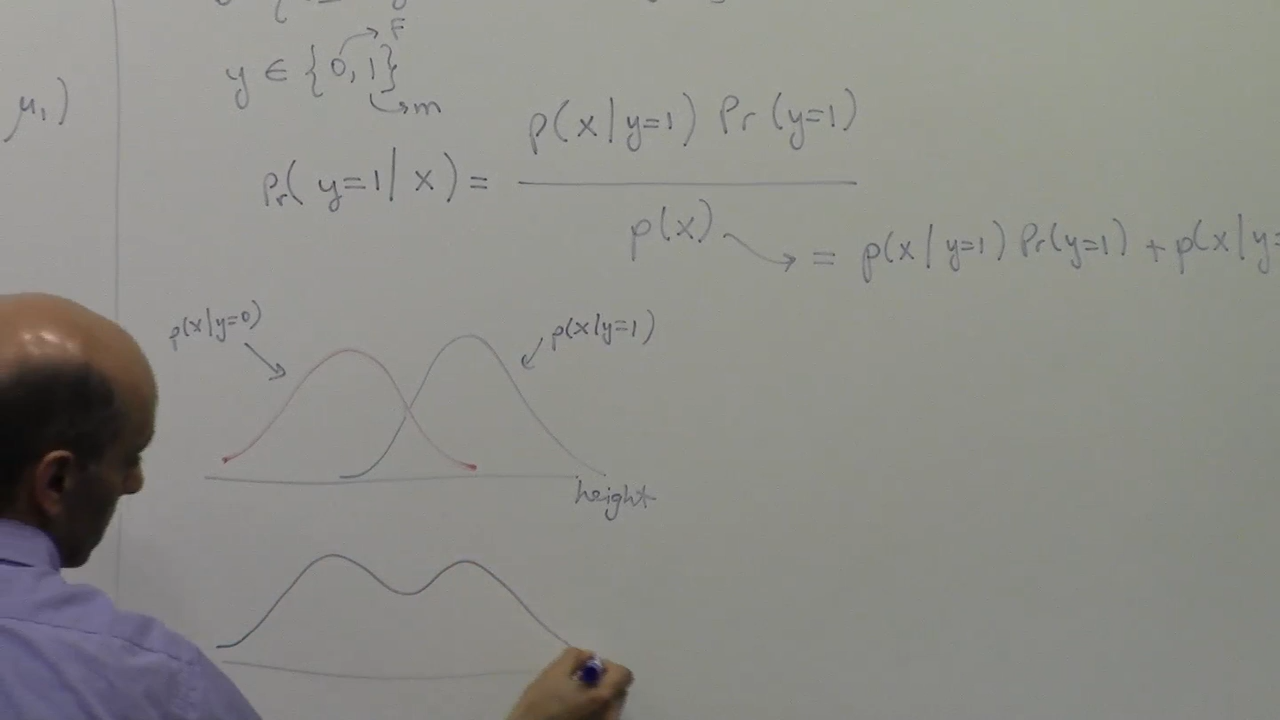 F
y ∈ {0, 1}
m
μ₁)
p(x|y=1) Pr(y=1)
Pr( y=1 | x) =
p(x)
= p(x|y=1) Pr(y=1) + p(x|y=
p(x|y=0)
p(x|y=1)
height